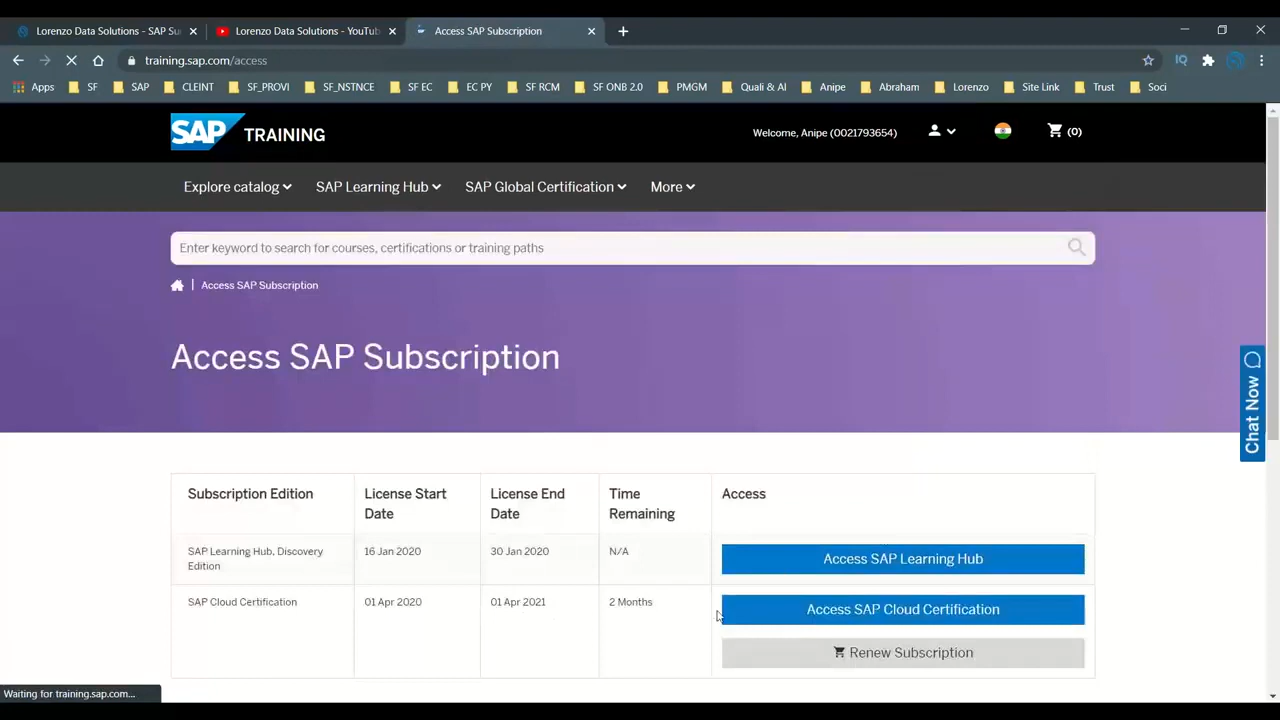 Lorenzo Data Solutions - SAP Su
Lorenzo Data Solutions - YouTub
Access SAP Subscription
training.sap.com/access
Apps
SF
SAP
CLEINT
SF_PROVI
SF_NSTNCE
SF EC
EC PY
SF RCM
SF ONB 2.0
PMGM
Quali & AI
Anipe
Abraham
Lorenzo
Site Link
Trust
Soci
SAP TRAINING
Welcome, Anipe (0021793654)
(0)
Explore catalog
SAP Learning Hub
SAP Global Certification
More
Enter keyword to search for courses, certifications or training paths
Access SAP Subscription
Access SAP Subscription
Chat Now
Subscription Edition
License Start
Date
License End
Date
Time
Remaining
Access
SAP Learning Hub, Discovery
Edition
16 Jan 2020
30 Jan 2020
N/A
Access SAP Learning Hub
SAP Cloud Certification
01 Apr 2020
01 Apr 2021
2 Months
Access SAP Cloud Certification
Renew Subscription
Waiting for training.sap.com...